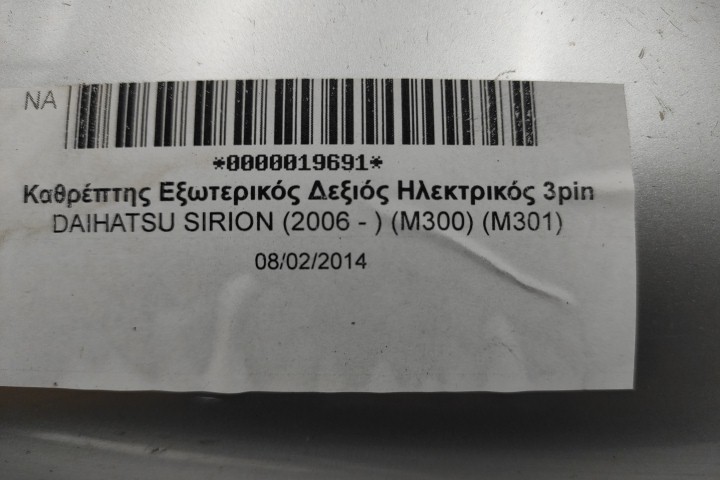 NA
*0000019691*
Καθρέπτης Εξωτερικός Δεξιός Ηλεκτρικός 3pin
DAIHATSU SIRION (2006 - ) (M300) (M301)
08/02/2014